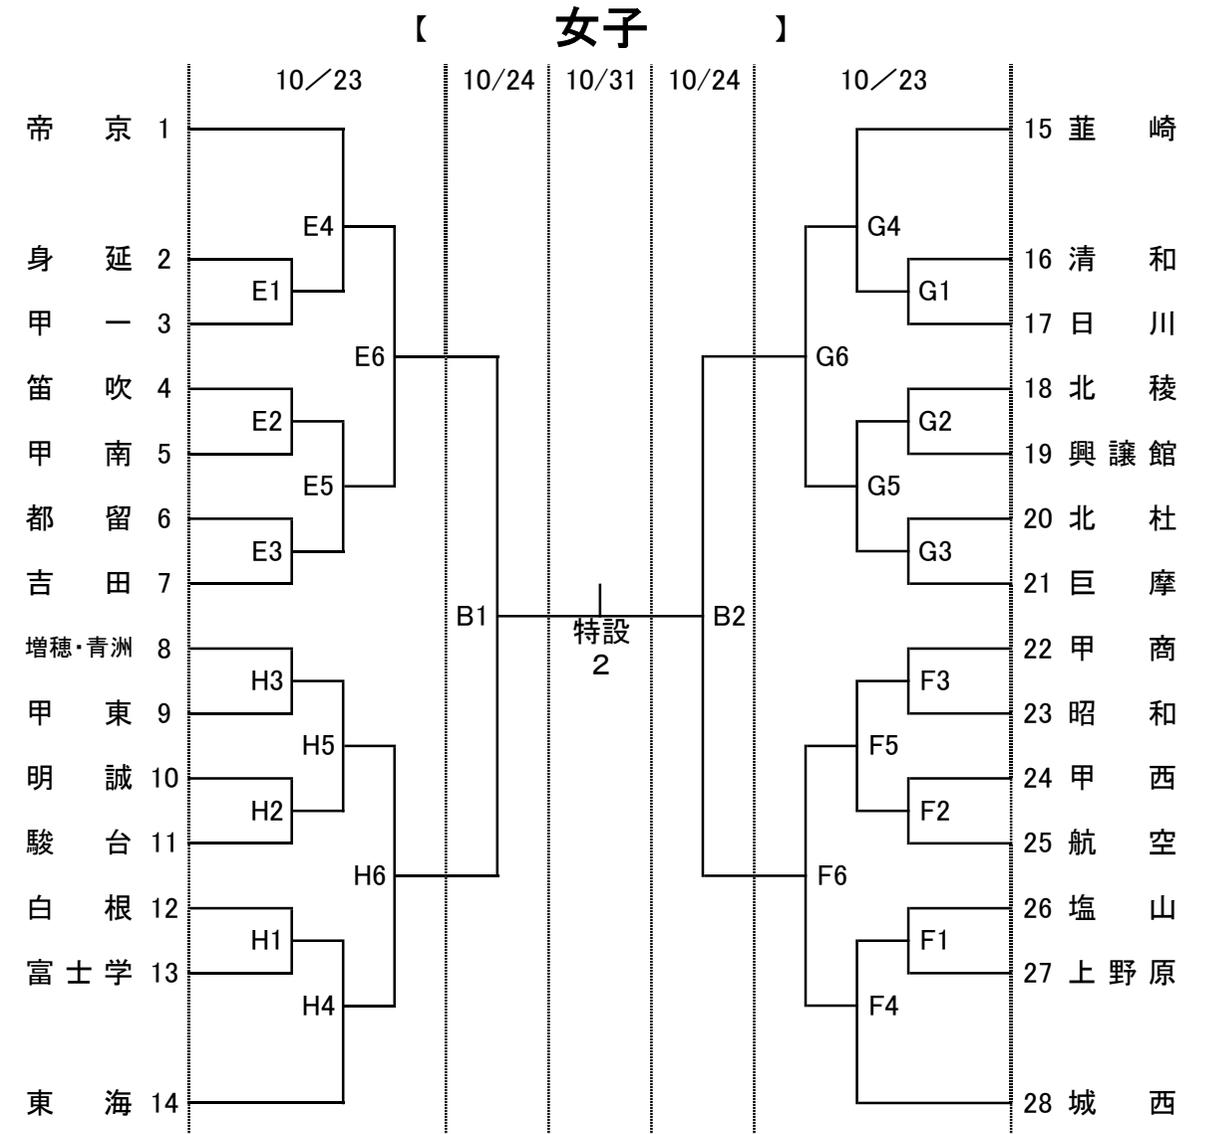 【 女子 】
10／23 10/24 10/31 10/24 10／23
帝京 1 15 韮崎
E4 G4
身延 2 16 清和
E1 G1
甲一 3 17 日川
E6 G6
笛吹 4 18 北稜
E2 G2
甲南 5 19 興譲館
E5 G5
都留 6 20 北杜
E3 G3
吉田 7 21 巨摩
B1 特設 B2
増穂・青洲 8 2 22 甲商
H3 F3
甲東 9 23 昭和
H5 F5
明誠 10 24 甲西
H2 F2
駿台 11 25 航空
H6 F6
白根 12 26 塩山
H1 F1
富士学 13 27 上野原
H4 F4
東海 14 28 城西